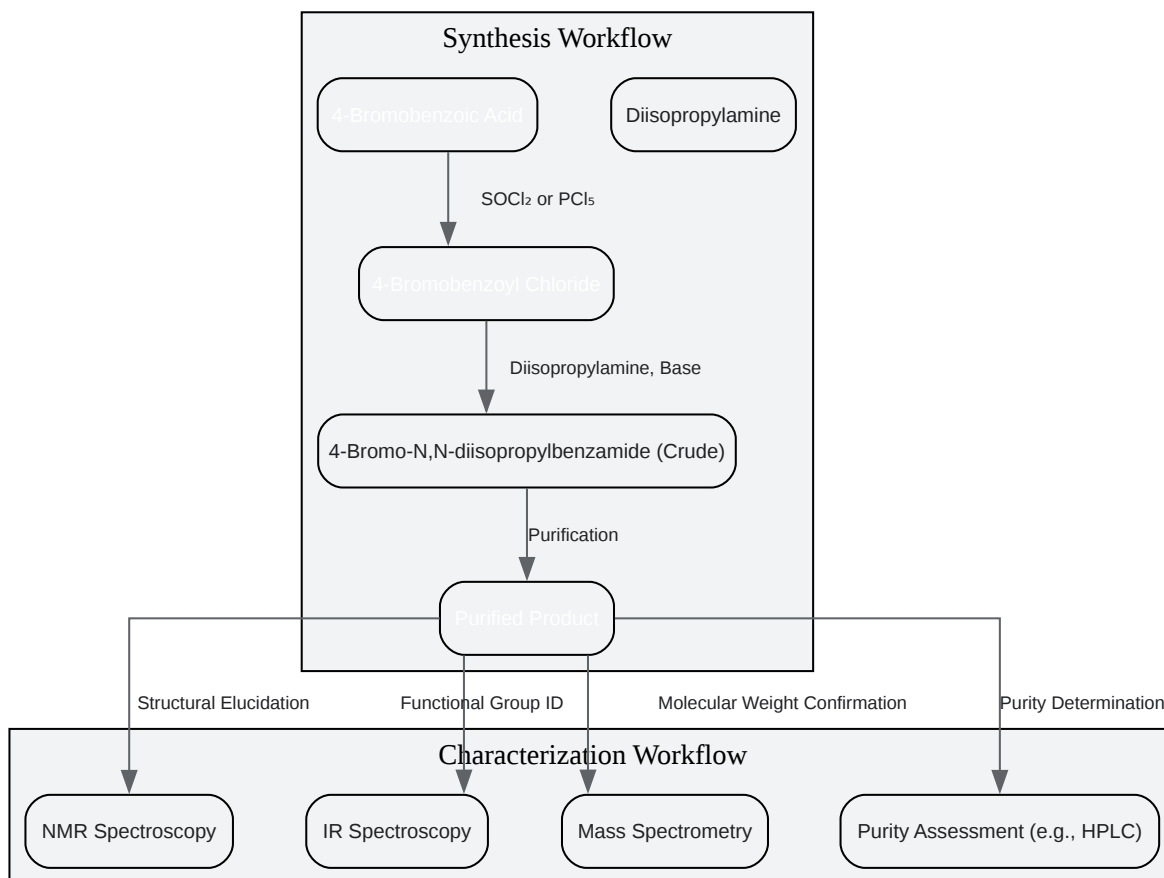 Synthesis Workflow
4-Bromobenzoic Acid
Diisopropylamine
SOCl₂ or PCl₅
4-Bromobenzoyl Chloride
Diisopropylamine, Base
4-Bromo-N,N-diisopropylbenzamide (Crude)
Purification
Purified Product
Structural Elucidation
Functional Group ID
Molecular Weight Confirmation
Purity Determination
Characterization Workflow
NMR Spectroscopy
IR Spectroscopy
Mass Spectrometry
Purity Assessment (e.g., HPLC)